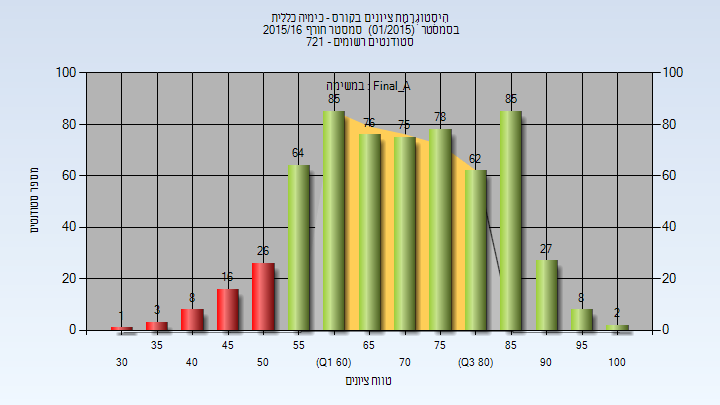 הִיסְטוֹגְרָמַת ציונים בקורס - כימיה כללית
בסמסטר (01/2015) סמסטר חורף 2015/16
סטודנטים רשומים - 721
במשימה : Final_A
מספר סטודנטים
100 100
80 80
60 60
40 40
20 20
0 0
1 3 8 16 26 64 85 76 75 78 62 85 27 8 2
35 45 55 65 75 85 95
30 40 50 (Q1 60) 70 (Q3 80) 90 100
טווח ציונים